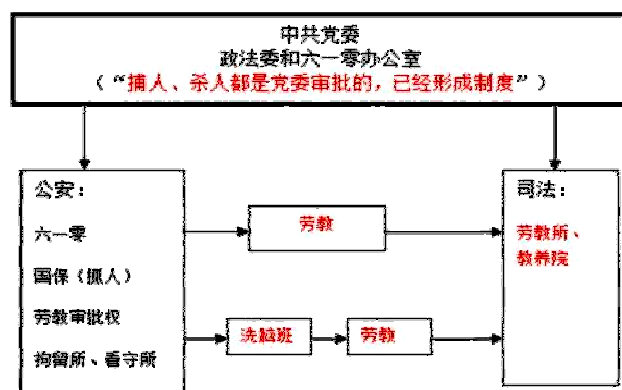 中共党委
政法委和六一零办公室
（“捕人、杀人都是党委审批的，已经形成制度”）
公安：
六一零
国保（抓人）
劳教审批权
拘留所、看守所
劳教
洗脑班
劳教
司法：
劳教所、
教养院